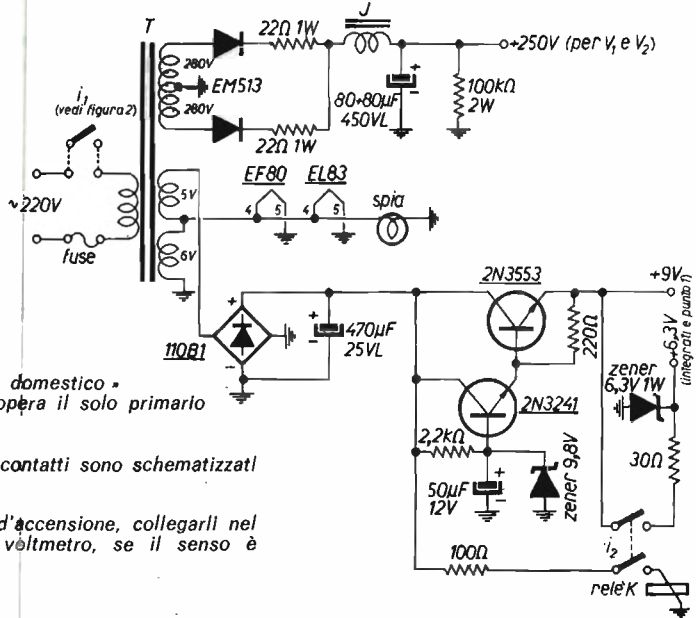 T
22Ω 1W
J
+250V (per V₁ e V₂)
280V
EM513
280V
i₁
(vedi figura 2)
+
-
80+80µF
450VL
100kΩ
2W
22Ω 1W
~220V
fuse
5V
6V
EF80
4
5
EL83
4
5
spia
+
-
11081
+
-
470µF
25VL
2N3553
220Ω
+9V
(integrati e punto 1)
+6,3V
zener
6,3V 1W
2N3241
2,2kΩ
50µF
12V
+
-
zener 9,8V
30Ω
100Ω
i₂
relè K
domestico »
opera il solo primario
contatti sono schematizzati
d'accensione, collegarli nel
voltmetro, se il senso è